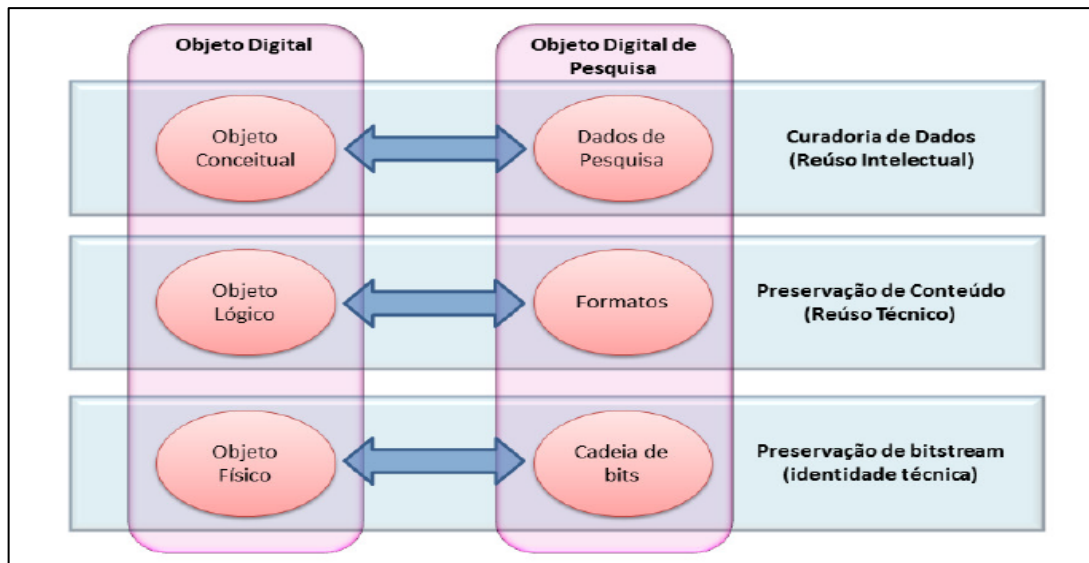 Objeto Digital
Objeto Digital de
Pesquisa
Objeto
Conceitual
Dados de
Pesquisa
Curadoria de Dados
(Reúso Intelectual)
Objeto
Lógico
Formatos
Preservação de Conteúdo
(Reúso Técnico)
Objeto
Físico
Cadeia de
bits
Preservação de bitstream
(identidade técnica)